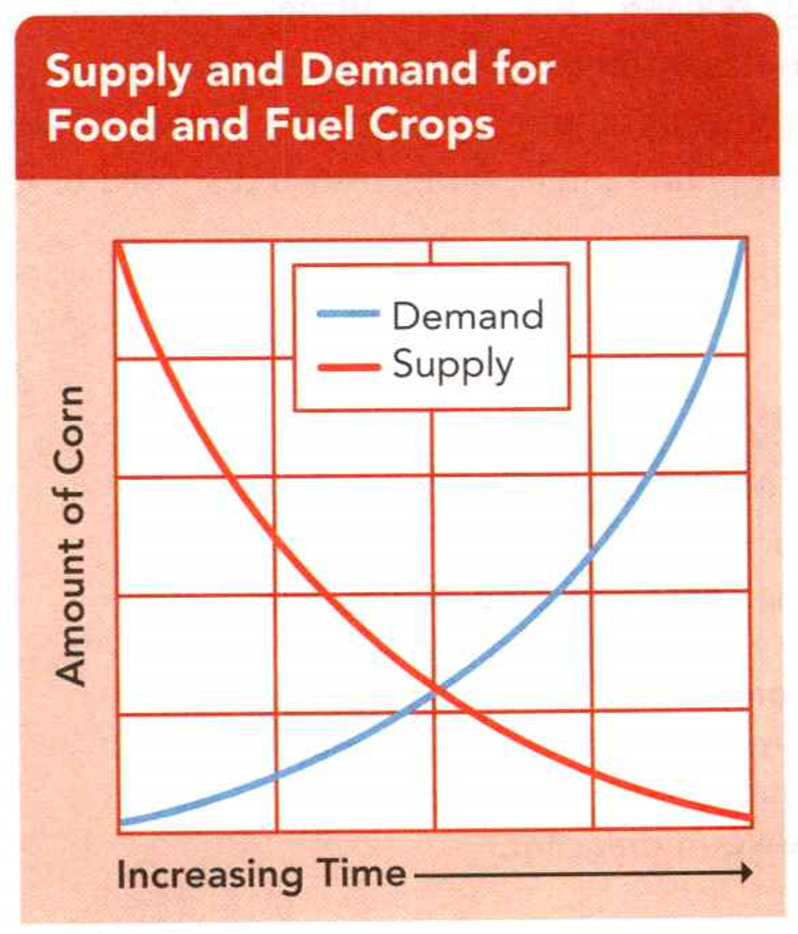 Supply and Demand for
Food and Fuel Crops
Demand
Supply
Amount of Corn
Increasing Time